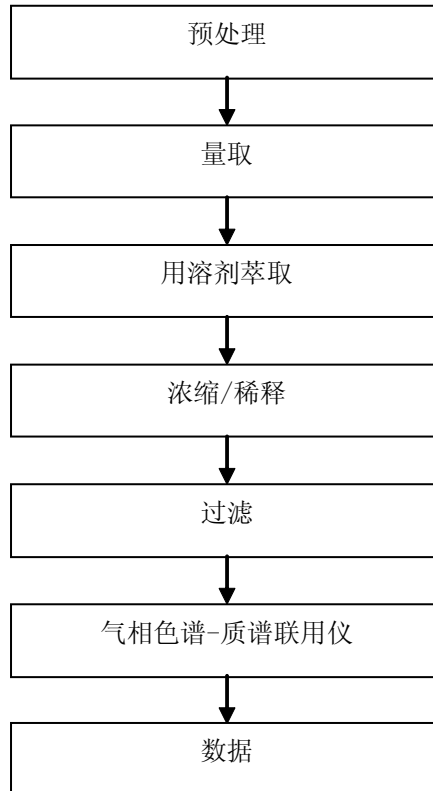 预处理
量取
用溶剂萃取
浓缩/稀释
过滤
气相色谱-质谱联用仪
数据